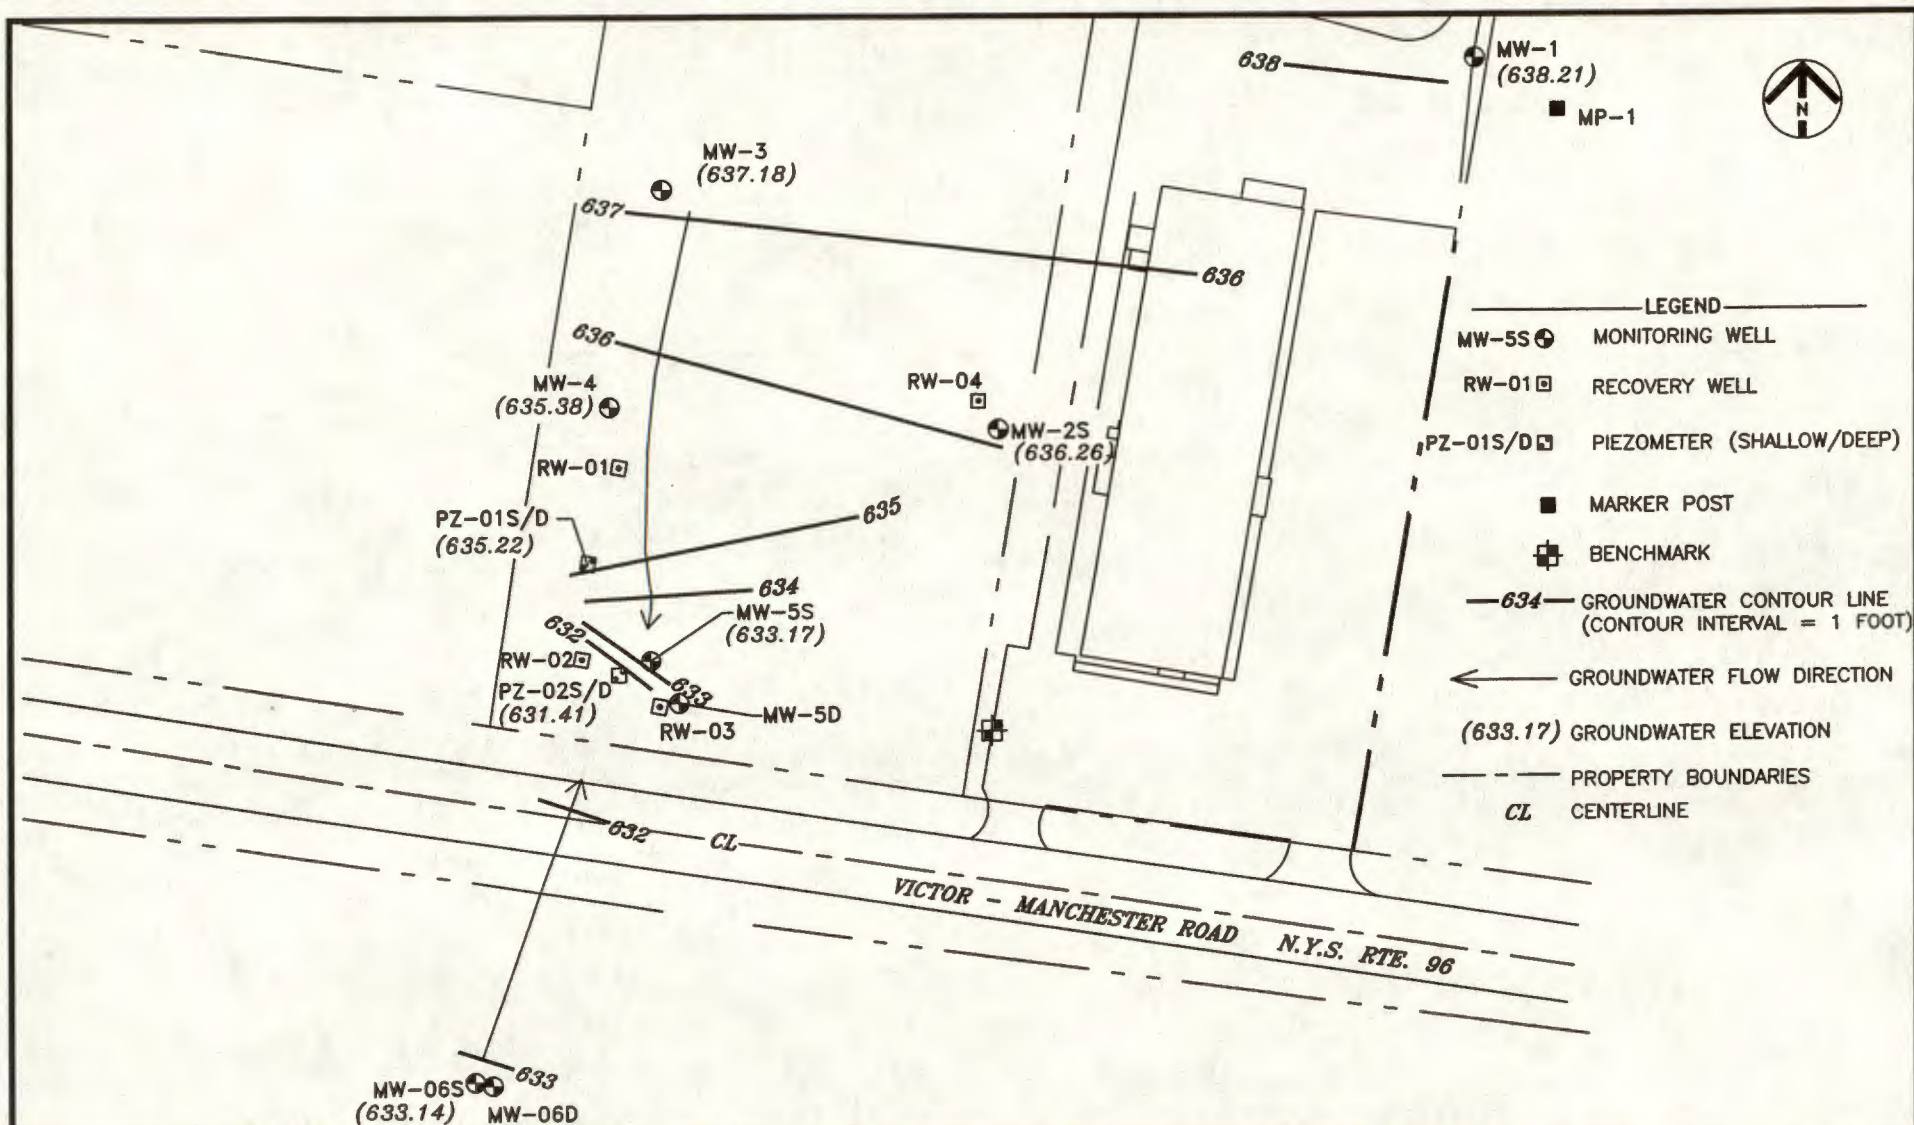 638
MW-1
(638.21)
MP-1
N
MW-3
(637.18)
637
636
636
MW-4
(635.38)
RW-04
MW-2S
(636.26)
RW-01
PZ-01S/D
(635.22)
635
634
MW-5S
(633.17)
632
RW-02
PZ-02S/D
(631.41)
633
MW-5D
RW-03
632
CL
VICTOR - MANCHESTER ROAD N.Y.S. RTE. 96
633
MW-06S
(633.14)
MW-06D
LEGEND
MW-5S MONITORING WELL
RW-01 RECOVERY WELL
PZ-01S/D PIEZOMETER (SHALLOW/DEEP)
MARKER POST
BENCHMARK
634 GROUNDWATER CONTOUR LINE
(CONTOUR INTERVAL = 1 FOOT)
GROUNDWATER FLOW DIRECTION
(633.17) GROUNDWATER ELEVATION
PROPERTY BOUNDARIES
CL CENTERLINE